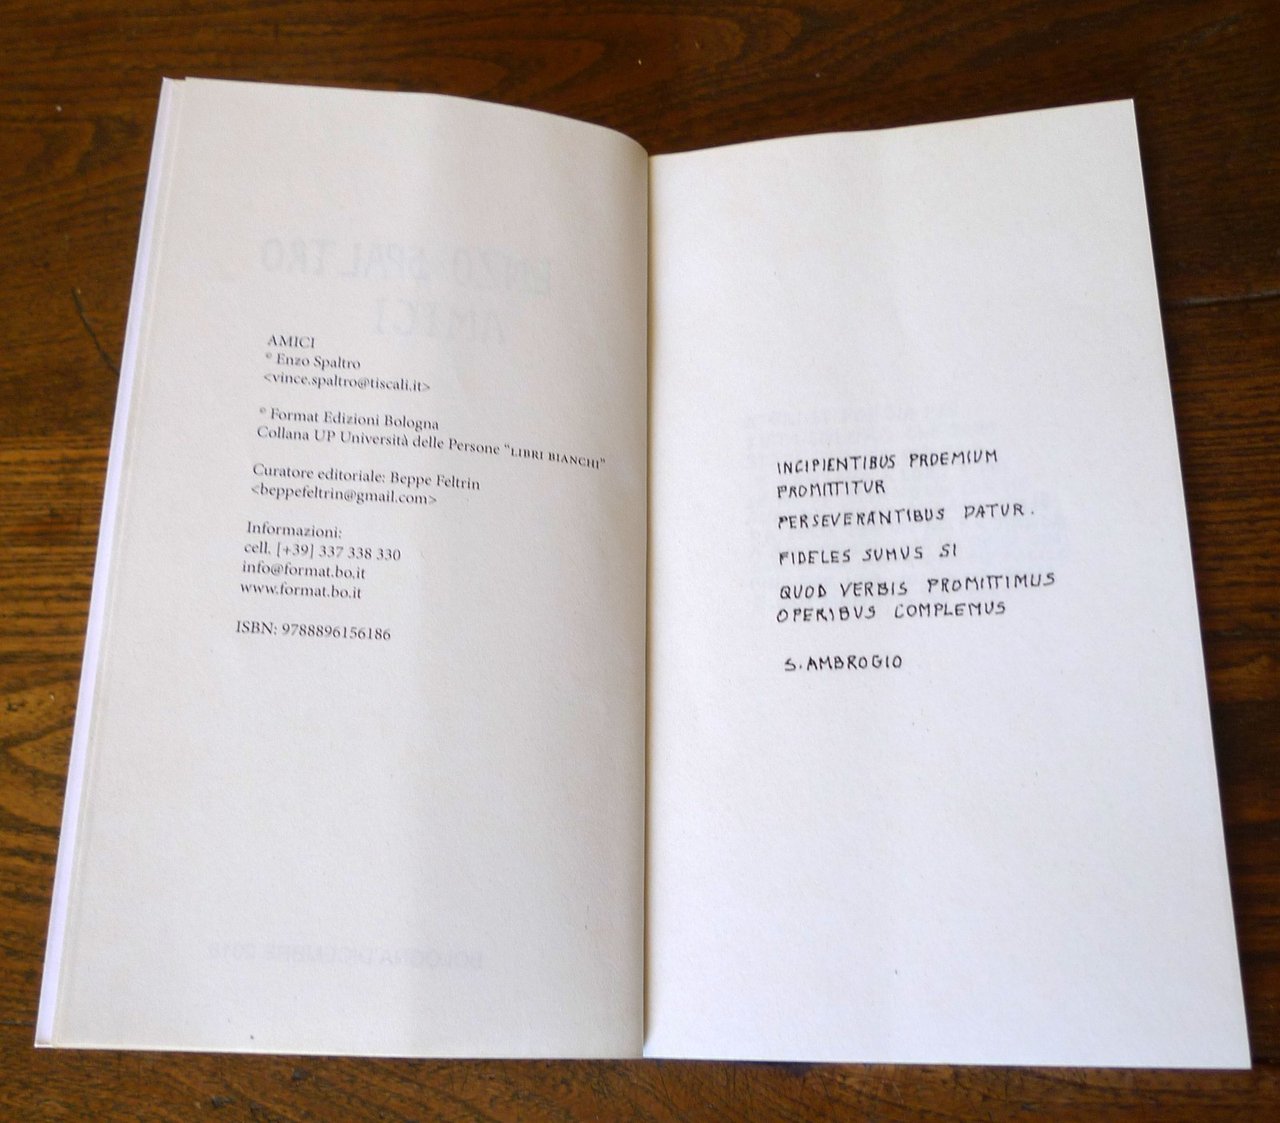 AMICI
© Enzo Spaltro
<vince.spaltro@tiscali.it>
© Format Edizioni Bologna
Collana UP Università delle Persone “LIBRI BIANCHI”
Curatore editoriale: Beppe Feltrin
<beppefeltrin@gmail.com>
Informazioni:
cell. [+39] 337 338 330
info@format.bo.it
www.format.bo.it
ISBN: 9788896156186
INCIPIENTIBUS PROEMIUM
PROMITTITUR
PERSEVERANTIBUS DATUR.
FIDELES SUMUS SI
QUOD VERBIS PROMITTIMUS
OPERIBUS COMPLEMUS
S. AMBROGIO